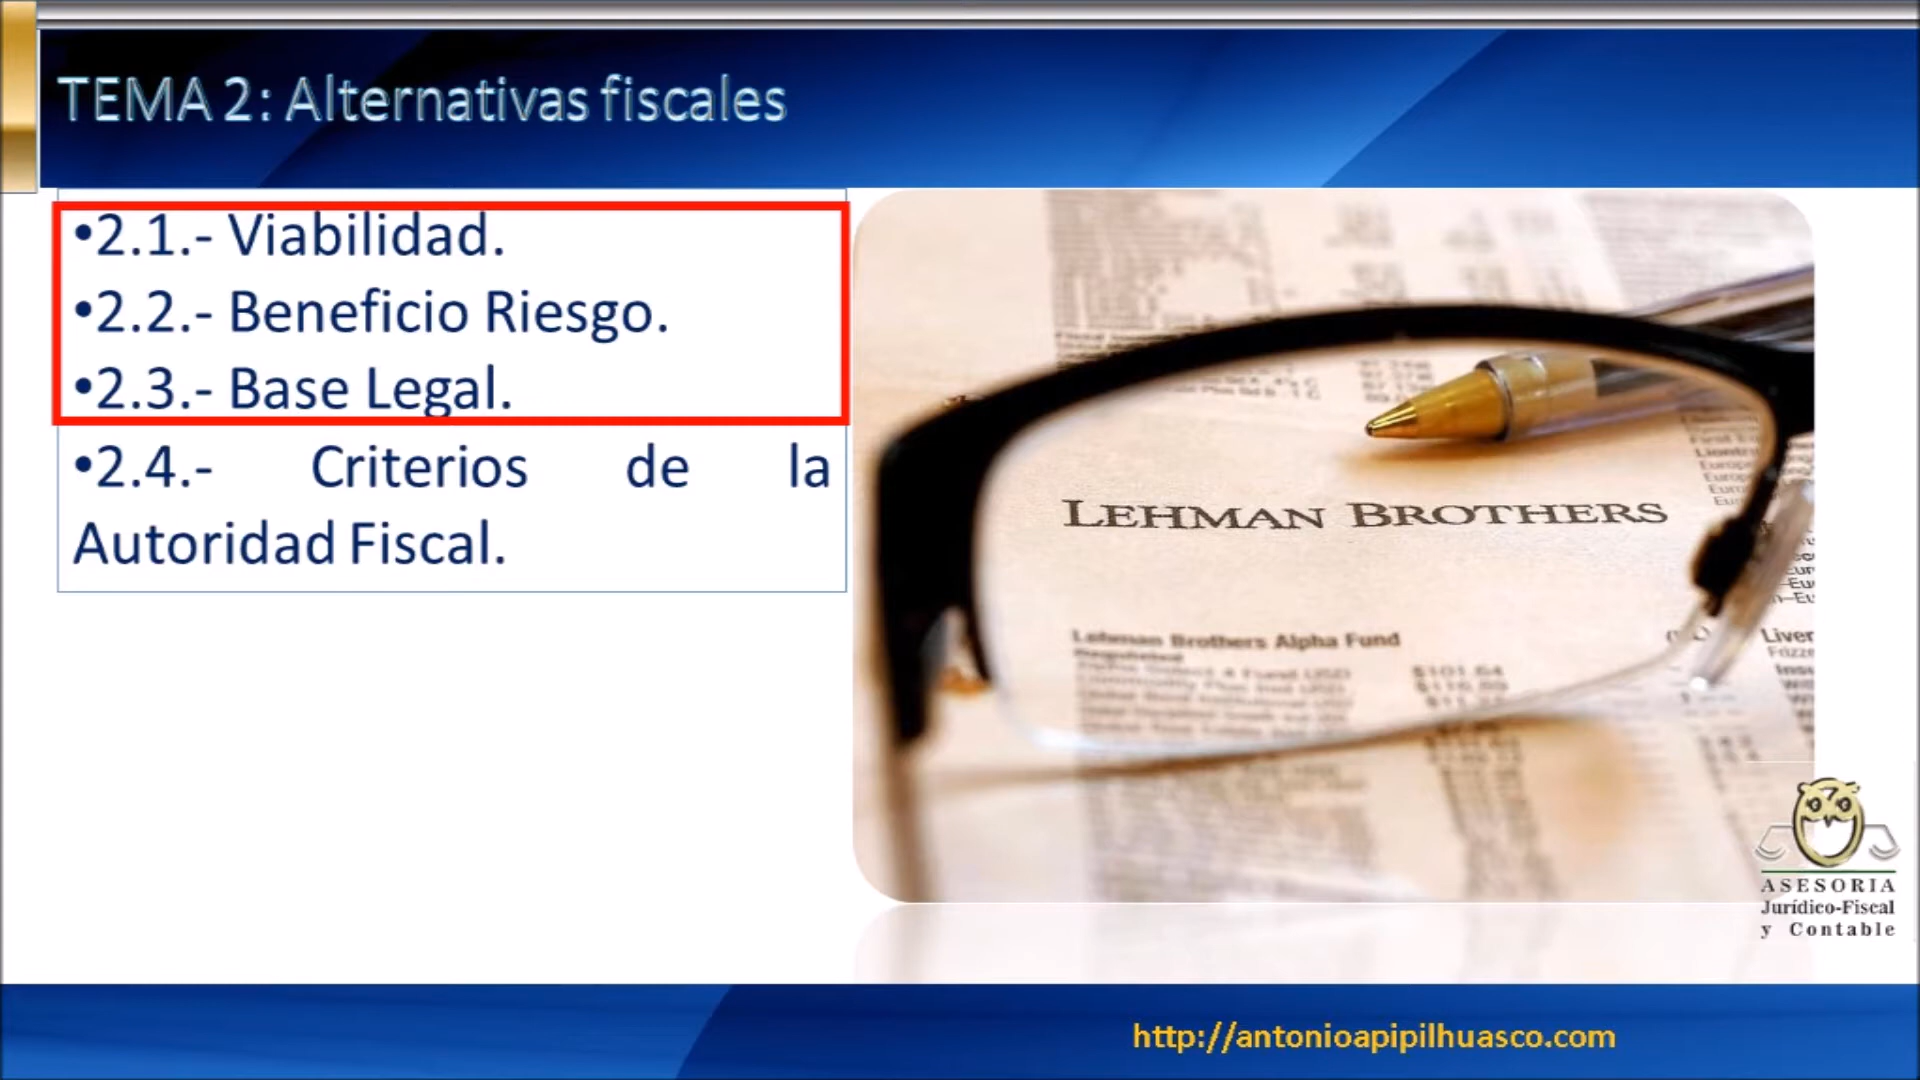 TEMA 2: Alternativas fiscales
•2.1.- Viabilidad.
•2.2.- Beneficio Riesgo.
•2.3.- Base Legal.
•2.4.- Criterios de la
Autoridad Fiscal.
LEHMAN BROTHERS
Lehman Brothers Alpha Fund
ASESORIA
Jurídico-Fiscal
y Contable
http://antonioapipilhuasco.com